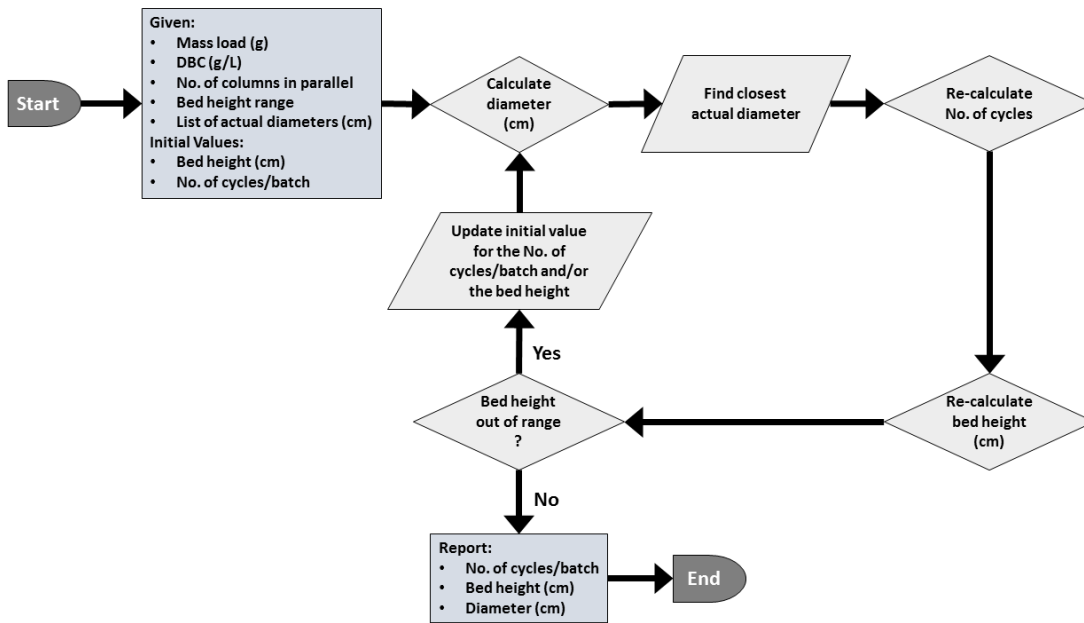 Start
Given:
• Mass load (g)
• DBC (g/L)
• No. of columns in parallel
• Bed height range
• List of actual diameters (cm)
Initial Values:
• Bed height (cm)
• No. of cycles/batch
Calculate
diameter
(cm)
Find closest
actual diameter
Re-calculate
No. of cycles
Re-calculate
bed height
(cm)
Bed height
out of range
?
Yes
Update initial value
for the No. of
cycles/batch and/or
the bed height
No
Report:
• No. of cycles/batch
• Bed height (cm)
• Diameter (cm)
End